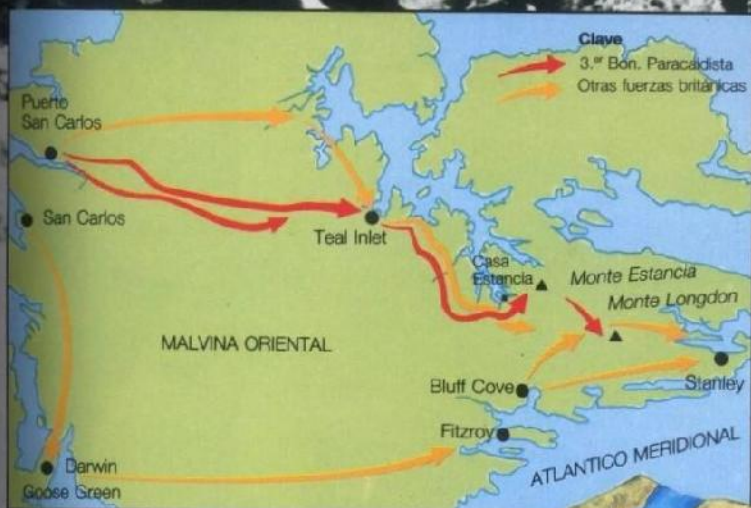 Clave
3.er Bon. Paracaidista
Otras fuerzas británicas
Puerto
San Carlos
San Carlos
Teal Inlet
Casa
Estancia
Monte Estancia
Monte Longdon
MALVINA ORIENTAL
Bluff Cove
Stanley
Fitzroy
ATLANTICO MERIDIONAL
Darwin
Goose Green